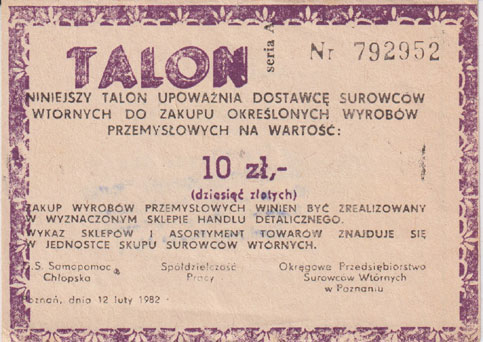 TALON
seria A
Nr 792952
NINIEJSZY TALON UPOWAŻNIA DOSTAWCĘ SUROWCÓW
WTÓRNYCH DO ZAKUPU OKREŚLONYCH WYROBÓW
PRZEMYSŁOWYCH NA WARTOŚĆ:
10 zł,-
(dziesięć złotych)
ZAKUP WYROBÓW PRZEMYSŁOWYCH WINIEN BYĆ ZREALIZOWANY
W WYZNACZONYM SKLEPIE HANDLU DETALICZNEGO.
WYKAZ SKLEPÓW I ASORTYMENT TOWARÓW ZNAJDUJE SIĘ
W JEDNOSTCE SKUPU SUROWCÓW WTÓRNYCH.
S. Samopomoc
Chłopska
Spółdzielczość
Pracy
Okręgowe Przedsiębiorstwo
Surowców Wtórnych
w Poznaniu
oznań, dnia 12 luty 1982